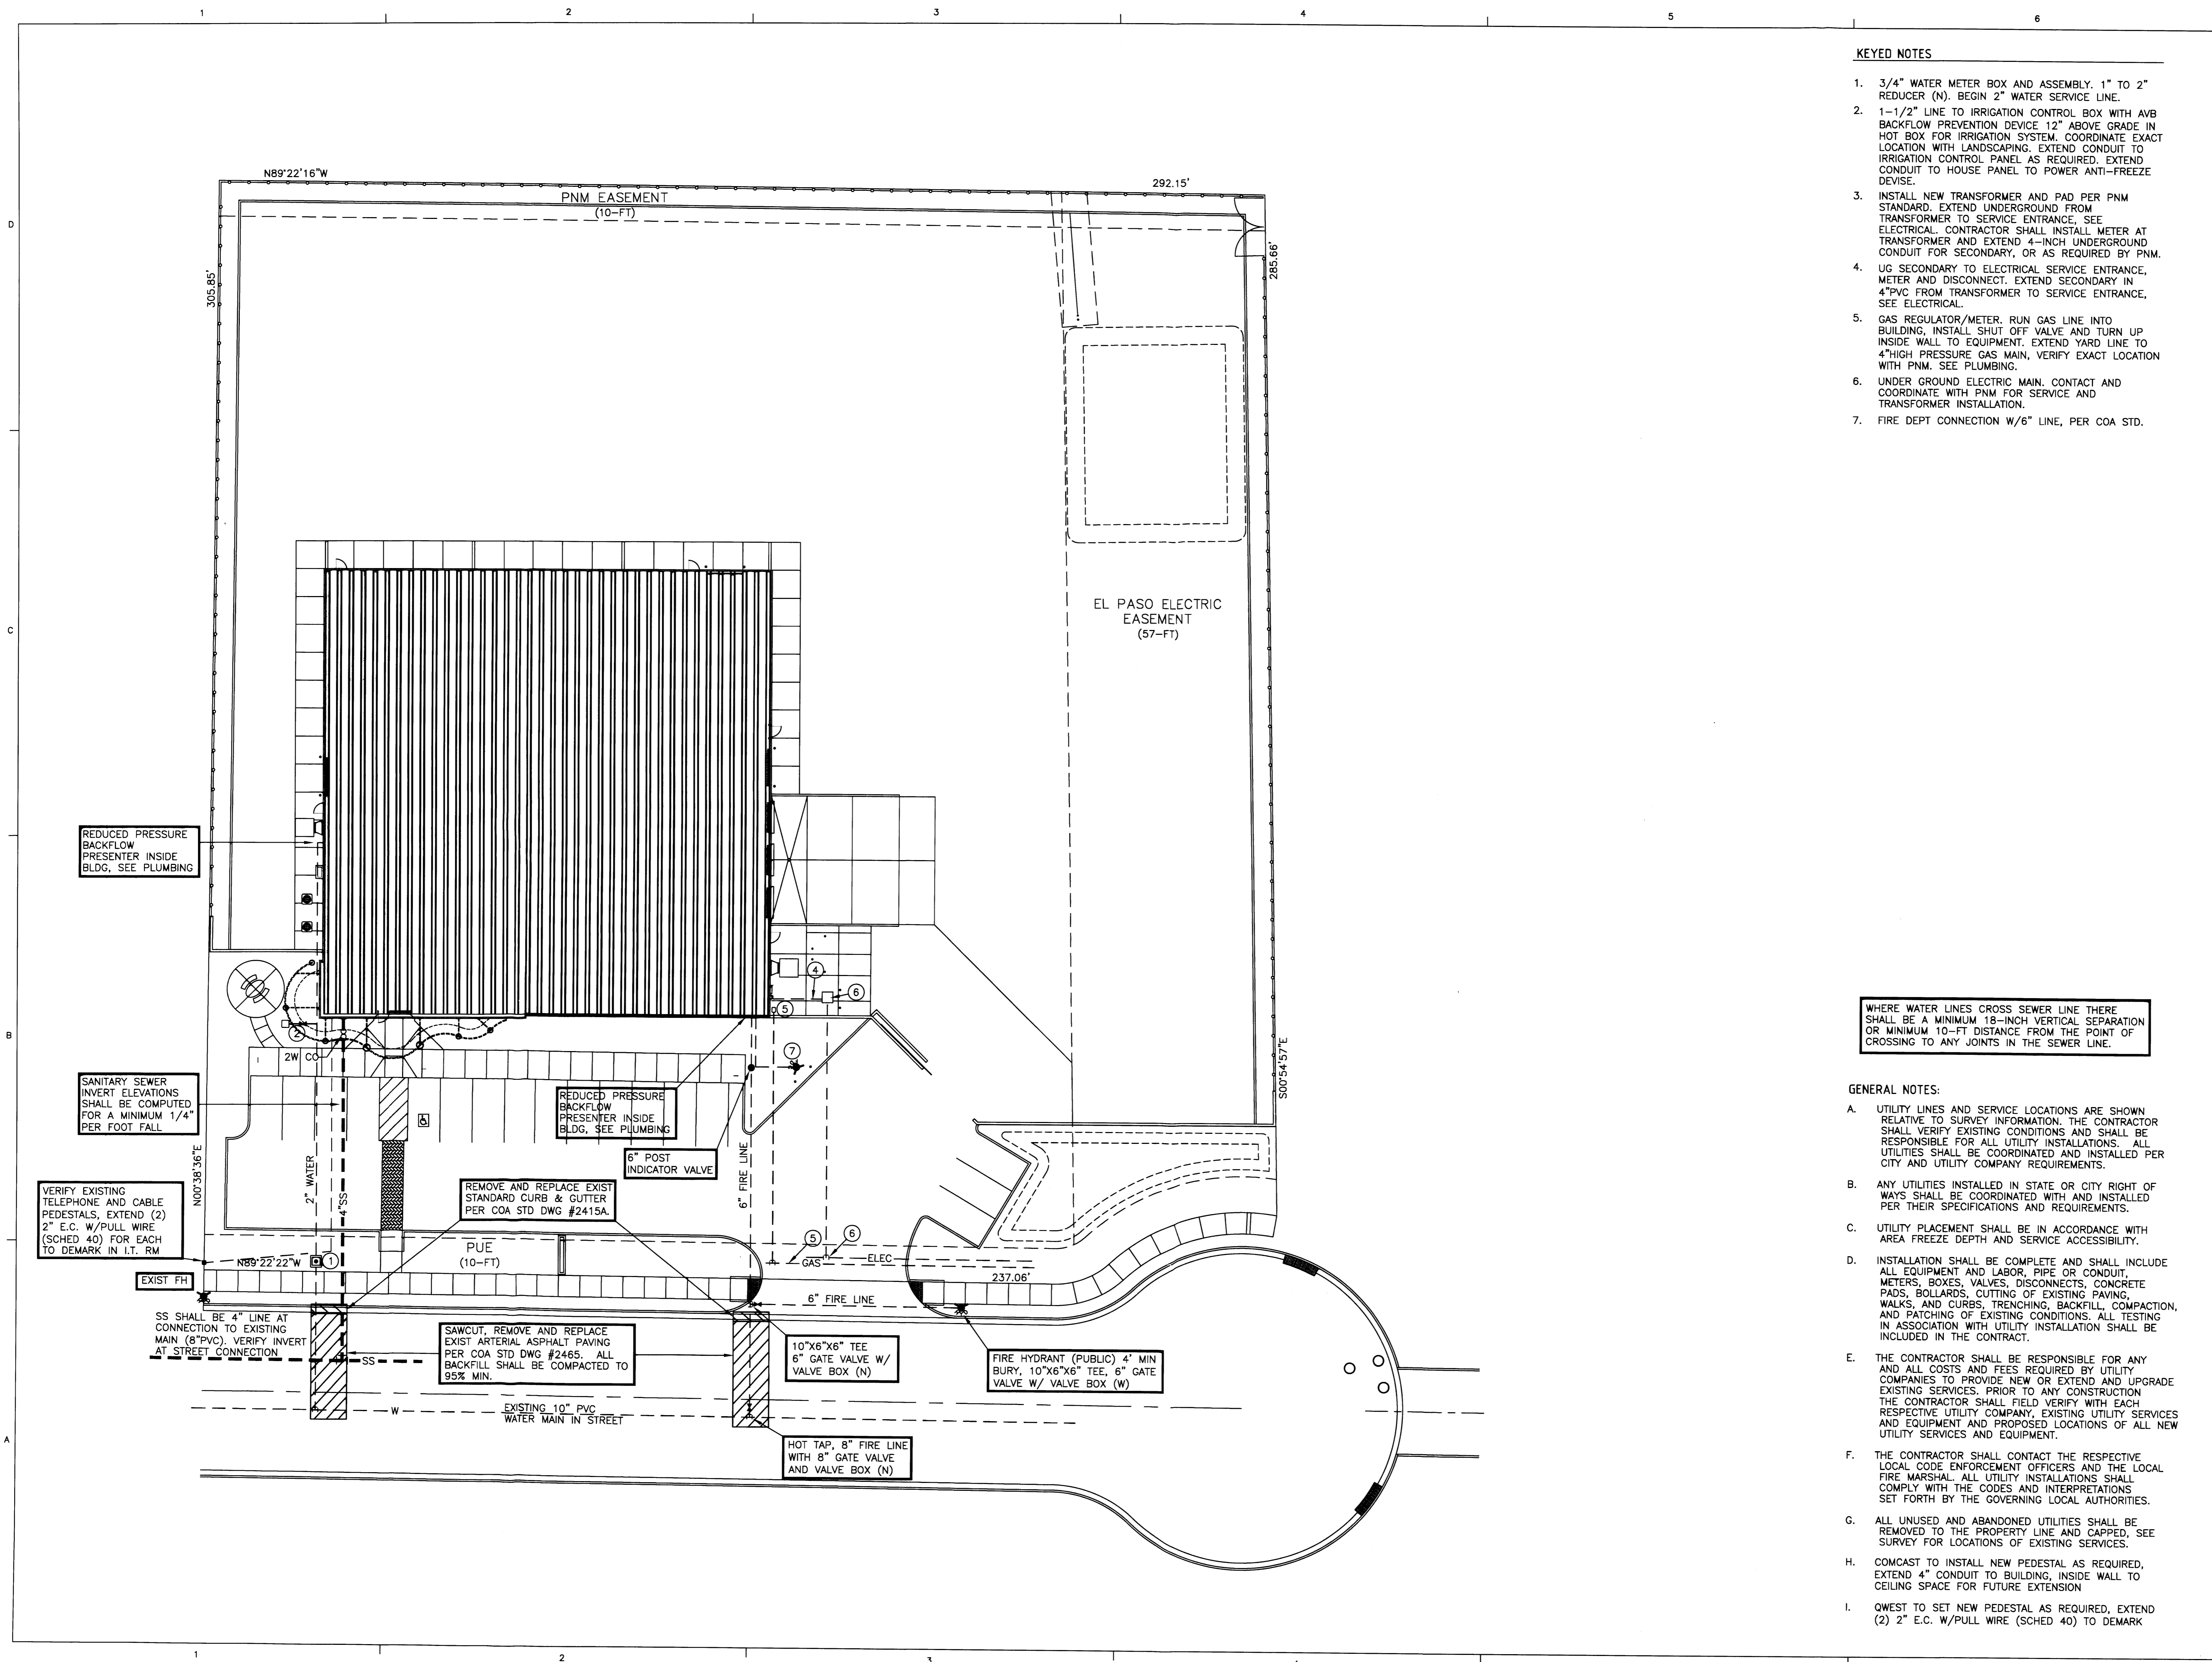 1
2
3
4
5
6
KEYED NOTES
1. 3/4" WATER METER BOX AND ASSEMBLY. 1" TO 2"
REDUCER (N). BEGIN 2" WATER SERVICE LINE.
2. 1-1/2" LINE TO IRRIGATION CONTROL BOX WITH AVB
BACKFLOW PREVENTION DEVICE 12" ABOVE GRADE IN
HOT BOX FOR IRRIGATION SYSTEM. COORDINATE EXACT
LOCATION WITH LANDSCAPING. EXTEND CONDUIT TO
IRRIGATION CONTROL PANEL AS REQUIRED. EXTEND
CONDUIT TO HOUSE PANEL TO POWER ANTI-FREEZE
DEVISE.
3. INSTALL NEW TRANSFORMER AND PAD PER PNM
STANDARD. EXTEND UNDERGROUND FROM
TRANSFORMER TO SERVICE ENTRANCE, SEE
ELECTRICAL. CONTRACTOR SHALL INSTALL METER AT
TRANSFORMER AND EXTEND 4-INCH UNDERGROUND
CONDUIT FOR SECONDARY, OR AS REQUIRED BY PNM.
4. UG SECONDARY TO ELECTRICAL SERVICE ENTRANCE,
METER AND DISCONNECT. EXTEND SECONDARY IN
4"PVC FROM TRANSFORMER TO SERVICE ENTRANCE,
SEE ELECTRICAL.
5. GAS REGULATOR/METER. RUN GAS LINE INTO
BUILDING, INSTALL SHUT OFF VALVE AND TURN UP
INSIDE WALL TO EQUIPMENT. EXTEND YARD LINE TO
4"HIGH PRESSURE GAS MAIN, VERIFY EXACT LOCATION
WITH PNM. SEE PLUMBING.
6. UNDER GROUND ELECTRIC MAIN. CONTACT AND
COORDINATE WITH PNM FOR SERVICE AND
TRANSFORMER INSTALLATION.
7. FIRE DEPT CONNECTION W/6" LINE, PER COA STD.
N89°22'16"W
292.15'
PNM EASEMENT
(10-FT)
D
305.85'
285.66'
EL PASO ELECTRIC
EASEMENT
(57-FT)
C
REDUCED PRESSURE
BACKFLOW
PRESENTER INSIDE
BLDG, SEE PLUMBING
4
6
5
2
B
2W CO
7
S00°54'57"E
SANITARY SEWER
INVERT ELEVATIONS
SHALL BE COMPUTED
FOR A MINIMUM 1/4"
PER FOOT FALL
REDUCED PRESSURE
BACKFLOW
PRESENTER INSIDE
BLDG, SEE PLUMBING
6" POST
INDICATOR VALVE
N00°38'36"E
2" WATER
4"SS
6" FIRE LINE
VERIFY EXISTING
TELEPHONE AND CABLE
PEDESTALS, EXTEND (2)
2" E.C. W/PULL WIRE
(SCHED 40) FOR EACH
TO DEMARK IN I.T. RM
REMOVE AND REPLACE EXIST
STANDARD CURB & GUTTER
PER COA STD DWG #2415A.
PUE
(10-FT)
5
6
GAS
ELEC
N89°22'22"W
1
237.06'
EXIST FH
6" FIRE LINE
SS SHALL BE 4" LINE AT
CONNECTION TO EXISTING
MAIN (8"PVC). VERIFY INVERT
AT STREET CONNECTION
SS
SAWCUT, REMOVE AND REPLACE
EXIST ARTERIAL ASPHALT PAVING
PER COA STD DWG #2465. ALL
BACKFILL SHALL BE COMPACTED TO
95% MIN.
10"X6"X6" TEE
6" GATE VALVE W/
VALVE BOX (N)
FIRE HYDRANT (PUBLIC) 4' MIN
BURY, 10"X6"X6" TEE, 6" GATE
VALVE W/ VALVE BOX (W)
W
EXISTING 10" PVC
WATER MAIN IN STREET
A
HOT TAP, 8" FIRE LINE
WITH 8" GATE VALVE
AND VALVE BOX (N)
WHERE WATER LINES CROSS SEWER LINE THERE
SHALL BE A MINIMUM 18-INCH VERTICAL SEPARATION
OR MINIMUM 10-FT DISTANCE FROM THE POINT OF
CROSSING TO ANY JOINTS IN THE SEWER LINE.
GENERAL NOTES:
A. UTILITY LINES AND SERVICE LOCATIONS ARE SHOWN
RELATIVE TO SURVEY INFORMATION. THE CONTRACTOR
SHALL VERIFY EXISTING CONDITIONS AND SHALL BE
RESPONSIBLE FOR ALL UTILITY INSTALLATIONS. ALL
UTILITIES SHALL BE COORDINATED AND INSTALLED PER
CITY AND UTILITY COMPANY REQUIREMENTS.
B. ANY UTILITIES INSTALLED IN STATE OR CITY RIGHT OF
WAYS SHALL BE COORDINATED WITH AND INSTALLED
PER THEIR SPECIFICATIONS AND REQUIREMENTS.
C. UTILITY PLACEMENT SHALL BE IN ACCORDANCE WITH
AREA FREEZE DEPTH AND SERVICE ACCESSIBILITY.
D. INSTALLATION SHALL BE COMPLETE AND SHALL INCLUDE
ALL EQUIPMENT AND LABOR, PIPE OR CONDUIT,
METERS, BOXES, VALVES, DISCONNECTS, CONCRETE
PADS, BOLLARDS, CUTTING OF EXISTING PAVING,
WALKS, AND CURBS, TRENCHING, BACKFILL, COMPACTION,
AND PATCHING OF EXISTING CONDITIONS. ALL TESTING
IN ASSOCIATION WITH UTILITY INSTALLATION SHALL BE
INCLUDED IN THE CONTRACT.
E. THE CONTRACTOR SHALL BE RESPONSIBLE FOR ANY
AND ALL COSTS AND FEES REQUIRED BY UTILITY
COMPANIES TO PROVIDE NEW OR EXTEND AND UPGRADE
EXISTING SERVICES. PRIOR TO ANY CONSTRUCTION
THE CONTRACTOR SHALL FIELD VERIFY WITH EACH
RESPECTIVE UTILITY COMPANY, EXISTING UTILITY SERVICES
AND EQUIPMENT AND PROPOSED LOCATIONS OF ALL NEW
UTILITY SERVICES AND EQUIPMENT.
F. THE CONTRACTOR SHALL CONTACT THE RESPECTIVE
LOCAL CODE ENFORCEMENT OFFICERS AND THE LOCAL
FIRE MARSHAL. ALL UTILITY INSTALLATIONS SHALL
COMPLY WITH THE CODES AND INTERPRETATIONS
SET FORTH BY THE GOVERNING LOCAL AUTHORITIES.
G. ALL UNUSED AND ABANDONED UTILITIES SHALL BE
REMOVED TO THE PROPERTY LINE AND CAPPED, SEE
SURVEY FOR LOCATIONS OF EXISTING SERVICES.
H. COMCAST TO INSTALL NEW PEDESTAL AS REQUIRED,
EXTEND 4" CONDUIT TO BUILDING, INSIDE WALL TO
CEILING SPACE FOR FUTURE EXTENSION
I. QWEST TO SET NEW PEDESTAL AS REQUIRED, EXTEND
(2) 2" E.C. W/PULL WIRE (SCHED 40) TO DEMARK
1
2